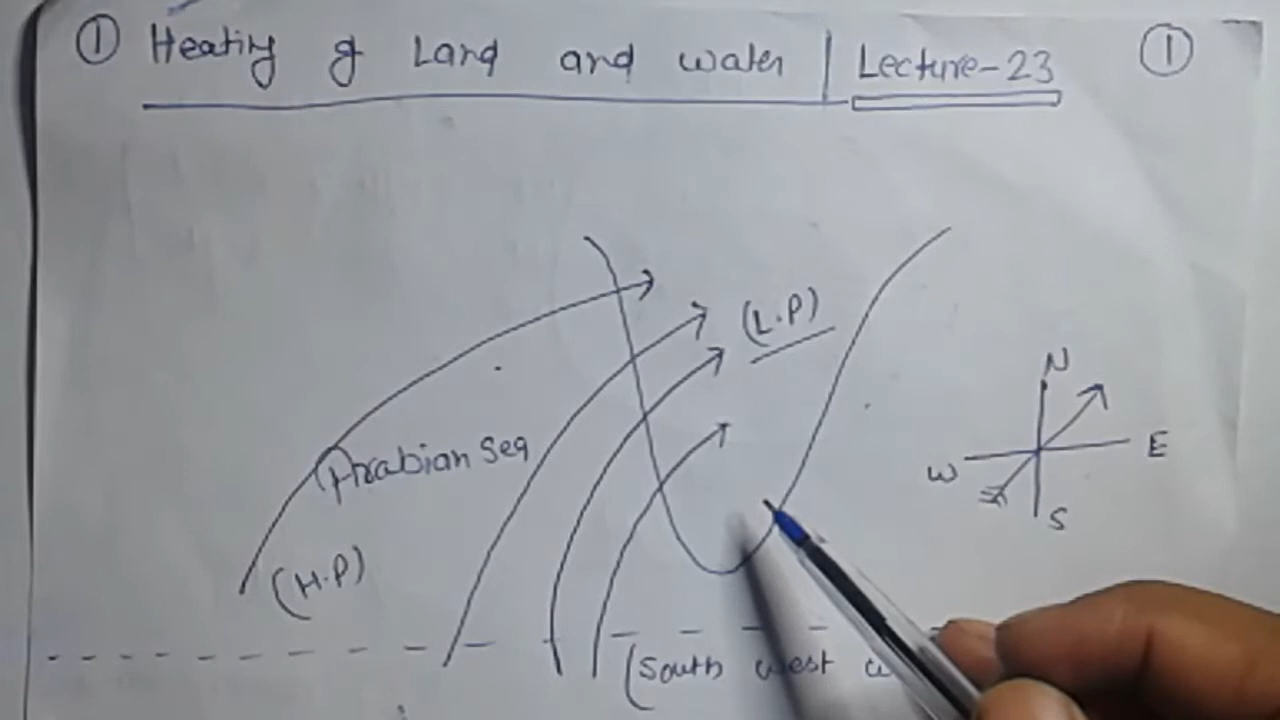 ① Heating of Land and water | Lecture-23 ①
(L.P)
N
Arabian Sea
W E
S
(H.P)
(South west